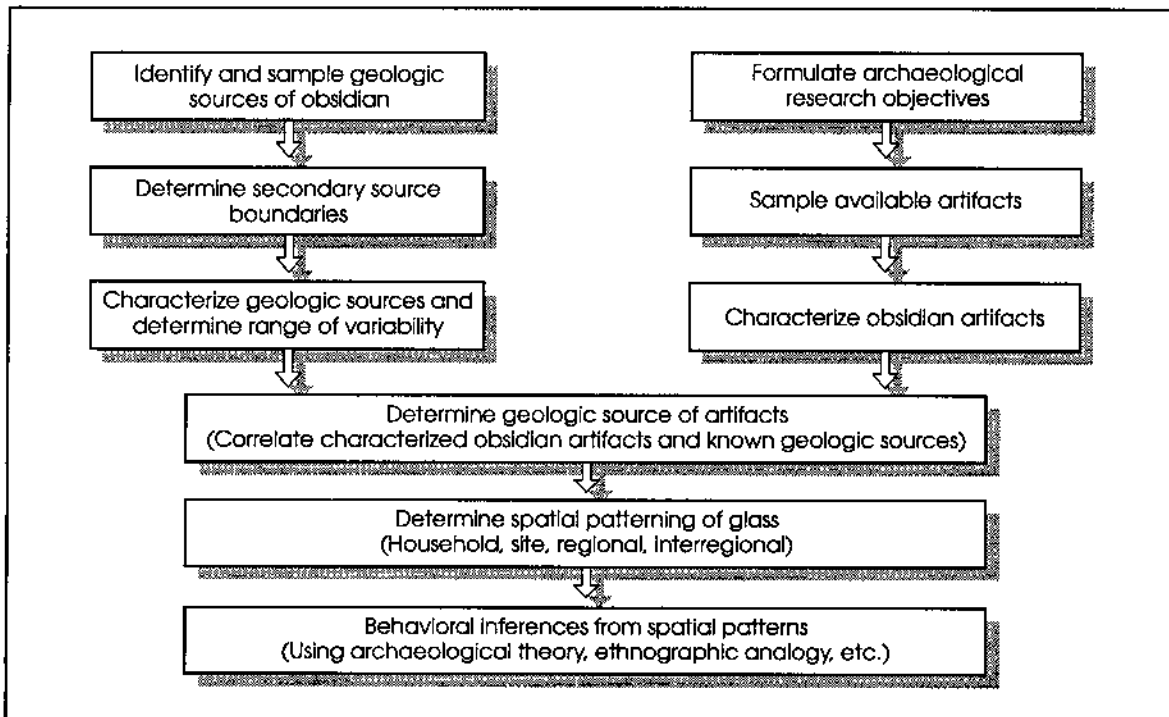 Identify and sample geologic
sources of obsidian
Determine secondary source
boundaries
Characterize geologic sources and
determine range of variability
Formulate archaeological
research objectives
Sample available artifacts
Characterize obsidian artifacts
Determine geologic source of artifacts
(Correlate characterized obsidian artifacts and known geologic sources)
Determine spatial patterning of glass
(Household, site, regional, interregional)
Behavioral inferences from spatial patterns
(Using archaeological theory, ethnographic analogy, etc.)